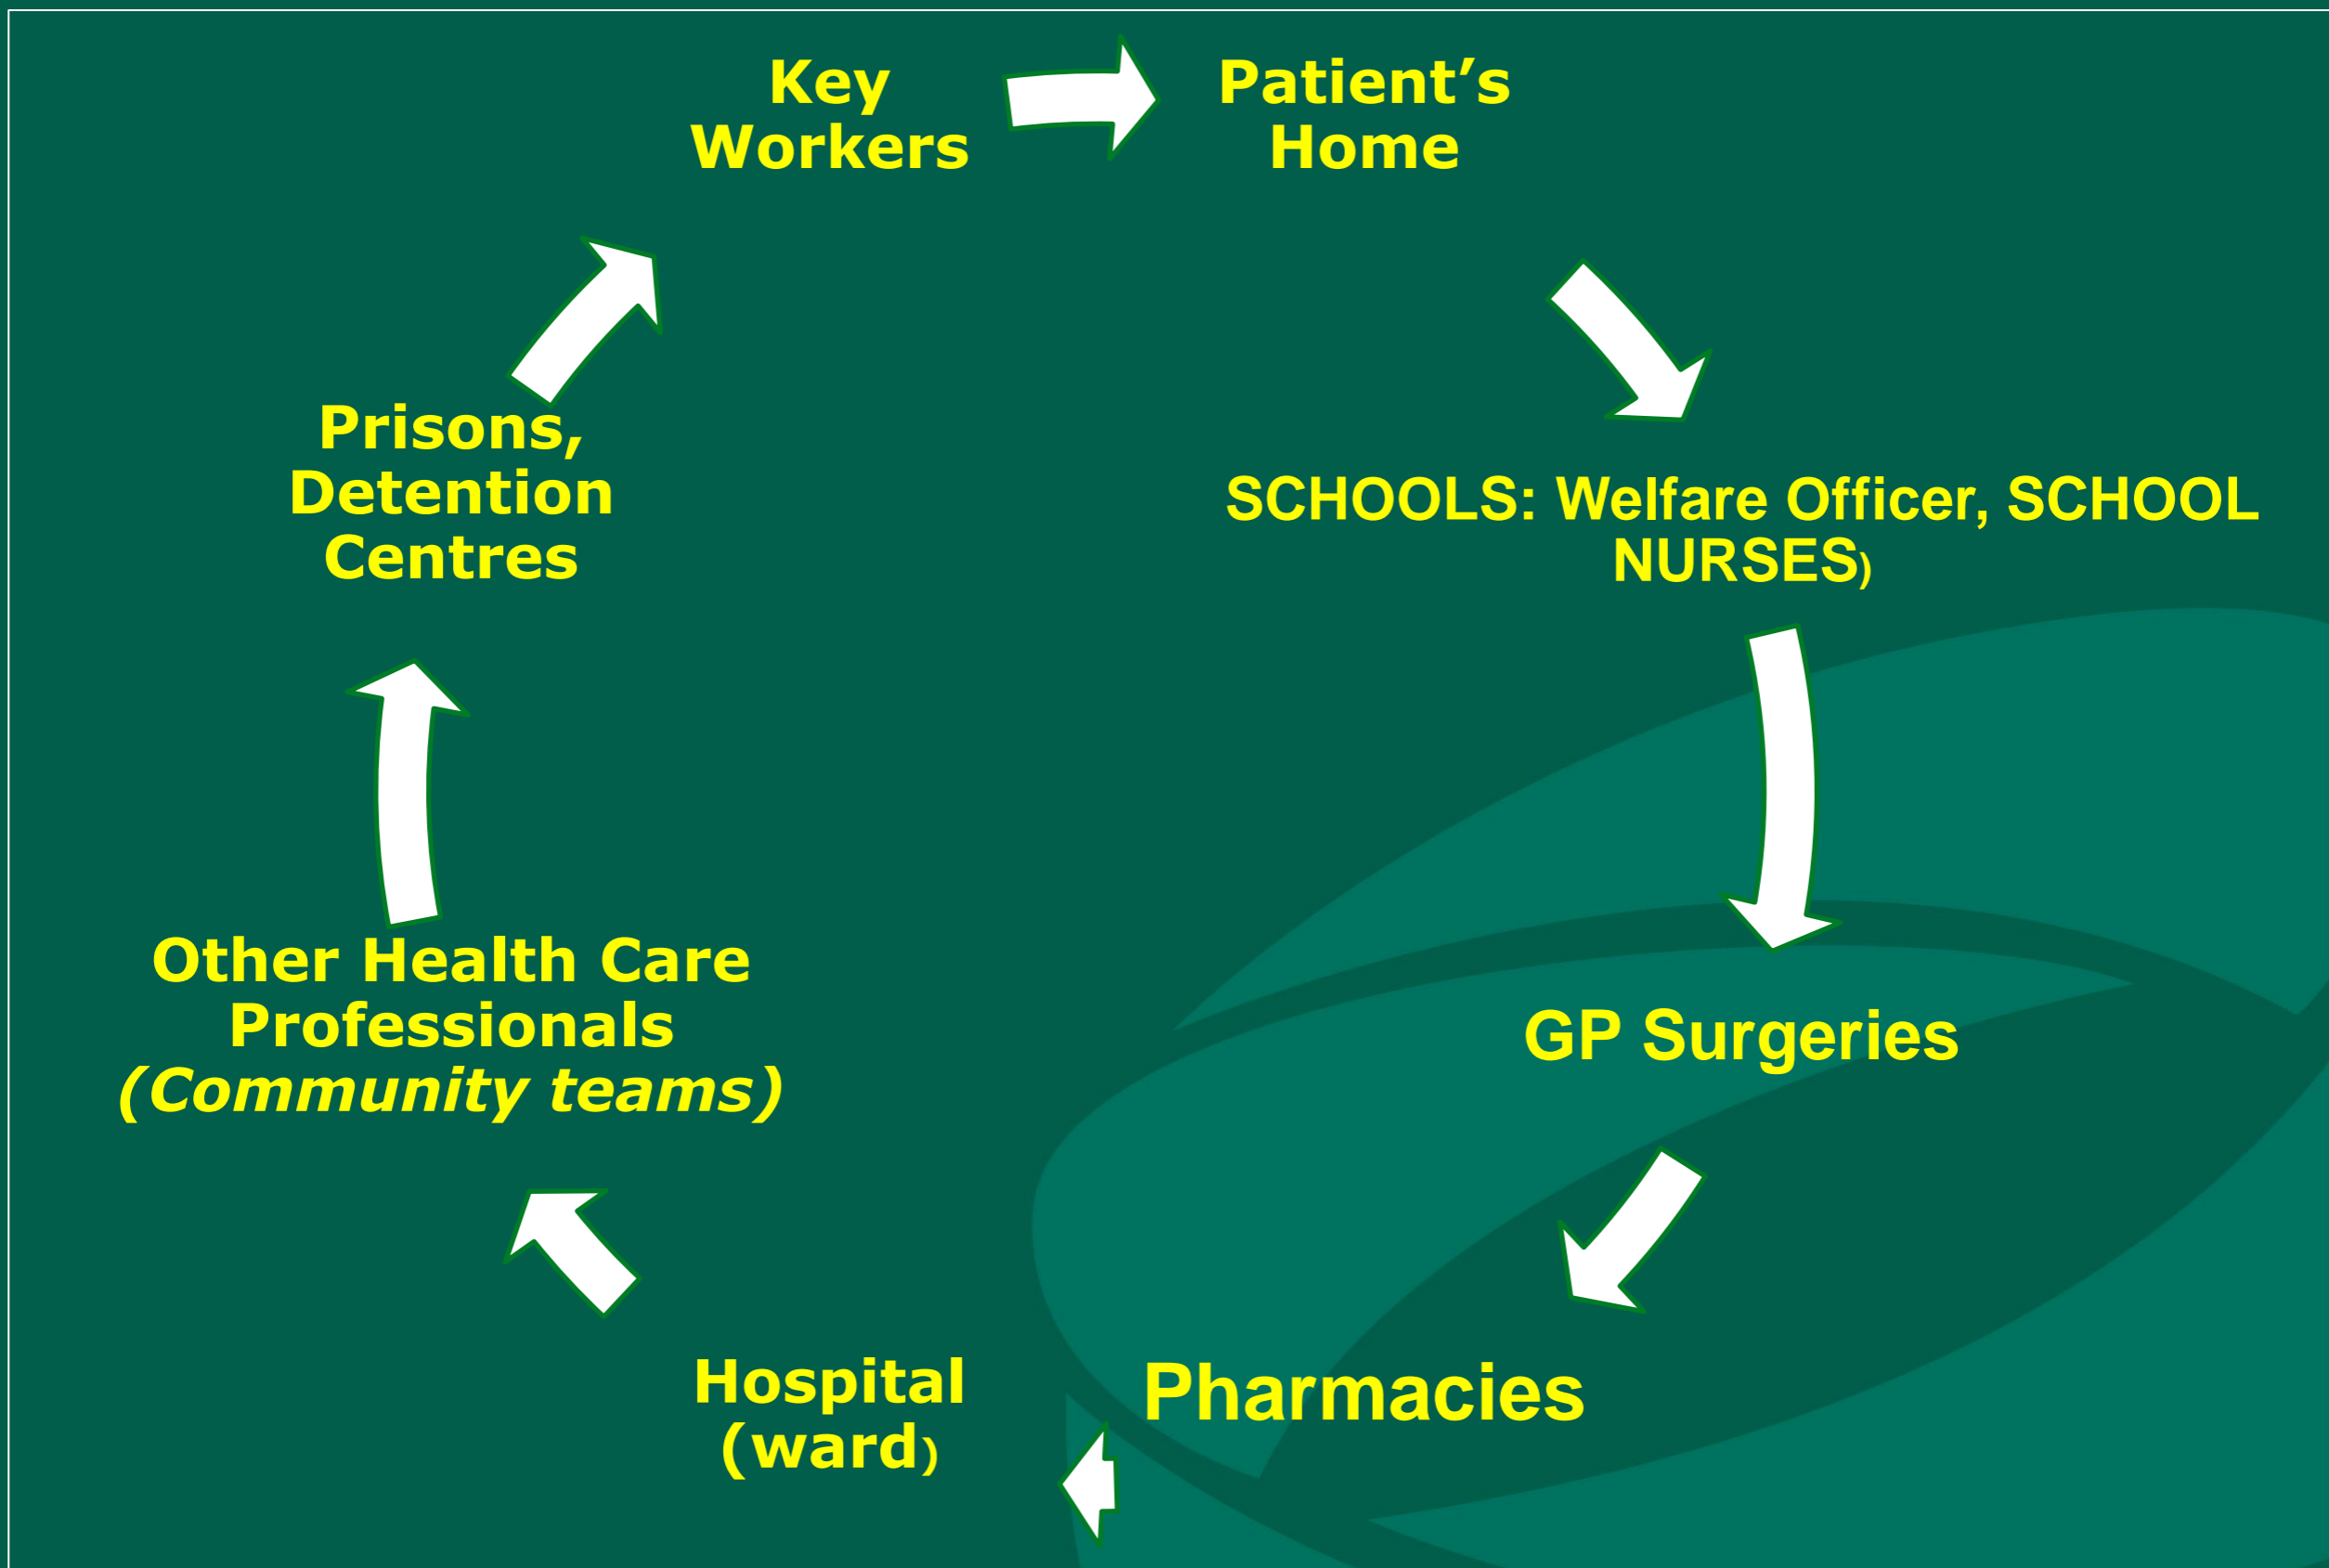 Key
Workers
Patient’s
Home
SCHOOLS: Welfare Officer, SCHOOL
NURSES)
GP Surgeries
Pharmacies
Hospital
(ward)
Other Health Care
Professionals
(Community teams)
Prisons,
Detention
Centres